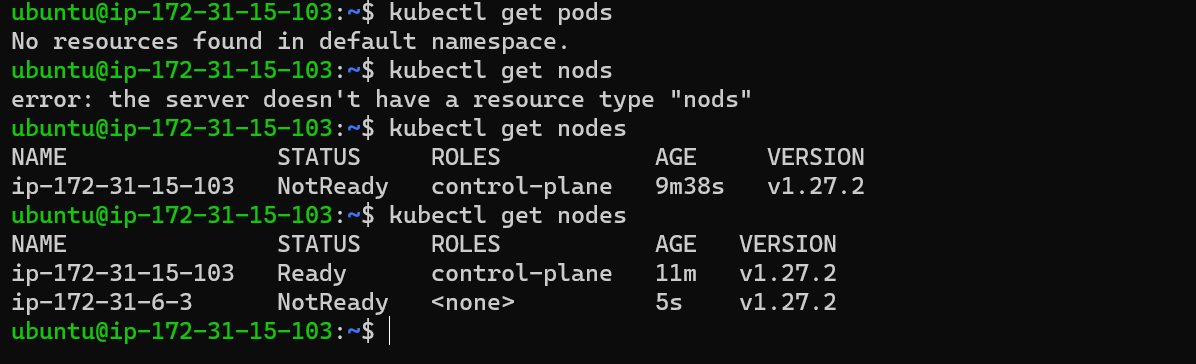 ubuntu@ip-172-31-15-103:~$ kubectl get pods
No resources found in default namespace.
ubuntu@ip-172-31-15-103:~$ kubectl get nods
error: the server doesn't have a resource type "nods"
ubuntu@ip-172-31-15-103:~$ kubectl get nodes
NAME               STATUS     ROLES           AGE     VERSION
ip-172-31-15-103   NotReady   control-plane   9m38s   v1.27.2
ubuntu@ip-172-31-15-103:~$ kubectl get nodes
NAME               STATUS     ROLES           AGE   VERSION
ip-172-31-15-103   Ready      control-plane   11m   v1.27.2
ip-172-31-6-3      NotReady   <none>          5s    v1.27.2
ubuntu@ip-172-31-15-103:~$